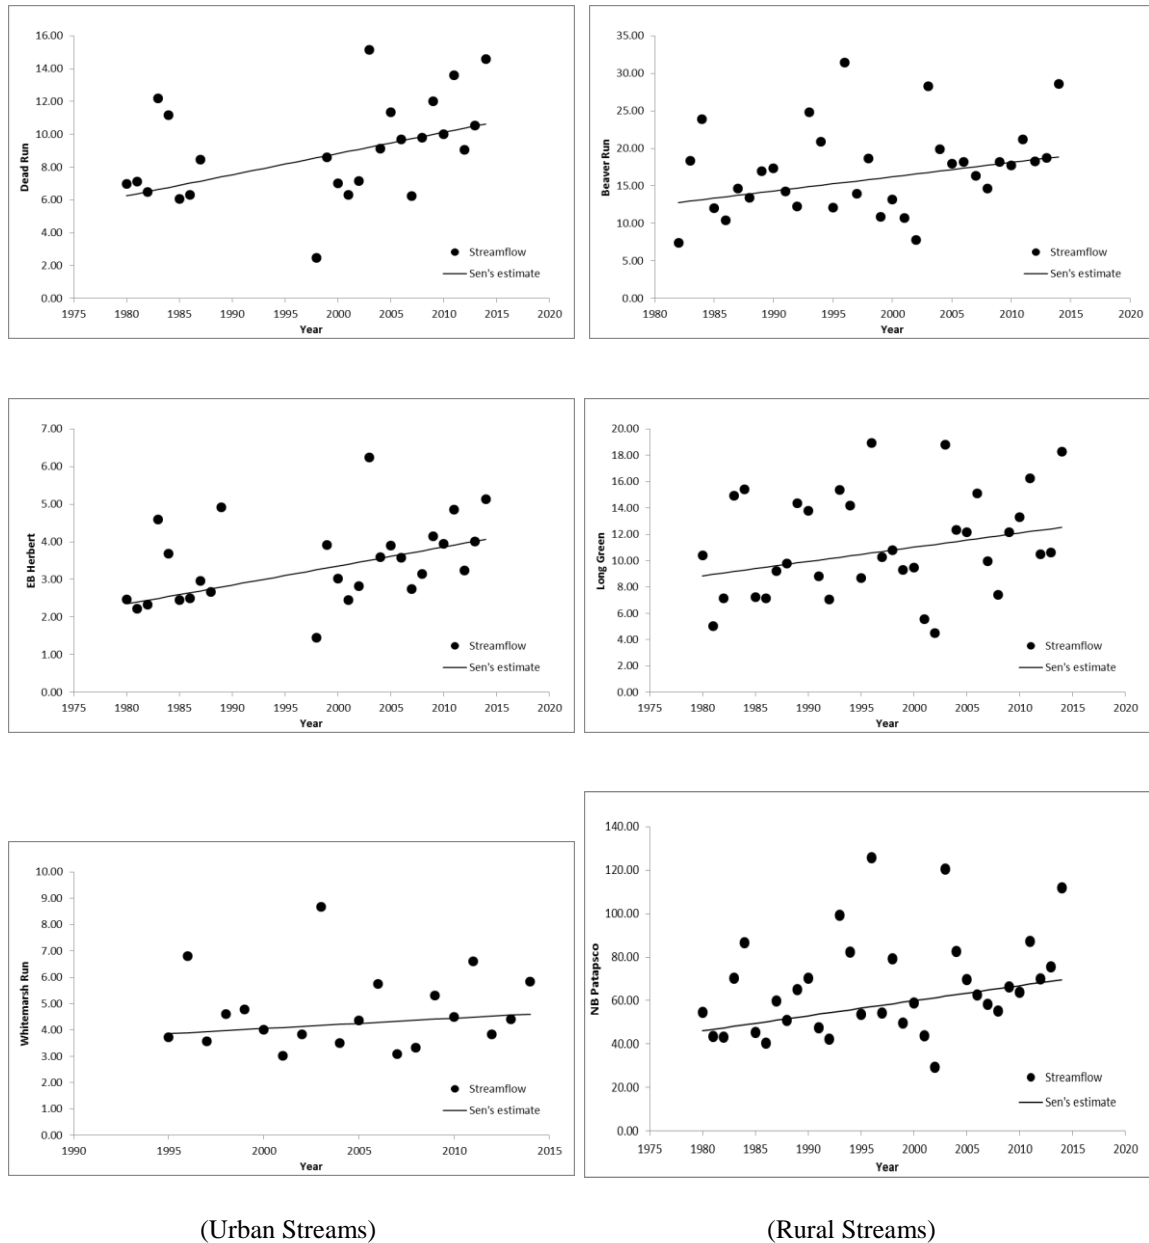 16.00
14.00
12.00
10.00
8.00
6.00
4.00
2.00
0.00
Dead Run
Streamflow
Sen's estimate
1975 1980 1985 1990 1995 2000 2005 2010 2015 2020
Year
35.00
30.00
25.00
20.00
15.00
10.00
5.00
0.00
Beaver Run
Streamflow
Sen's estimate
1980 1985 1990 1995 2000 2005 2010 2015 2020
Year
7.00
6.00
5.00
4.00
3.00
2.00
1.00
0.00
EB Herbert
Streamflow
Sen's estimate
1975 1980 1985 1990 1995 2000 2005 2010 2015 2020
Year
20.00
18.00
16.00
14.00
12.00
10.00
8.00
6.00
4.00
2.00
0.00
Long Green
Streamflow
Sen's estimate
1975 1980 1985 1990 1995 2000 2005 2010 2015 2020
Year
10.00
9.00
8.00
7.00
6.00
5.00
4.00
3.00
2.00
1.00
0.00
Whitemarsh Run
Streamflow
Sen's estimate
1990 1995 2000 2005 2010 2015
Year
140.00
120.00
100.00
80.00
60.00
40.00
20.00
0.00
NB Patapsco
Streamflow
Sen's estimate
1975 1980 1985 1990 1995 2000 2005 2010 2015 2020
Year
(Urban Streams) (Rural Streams)